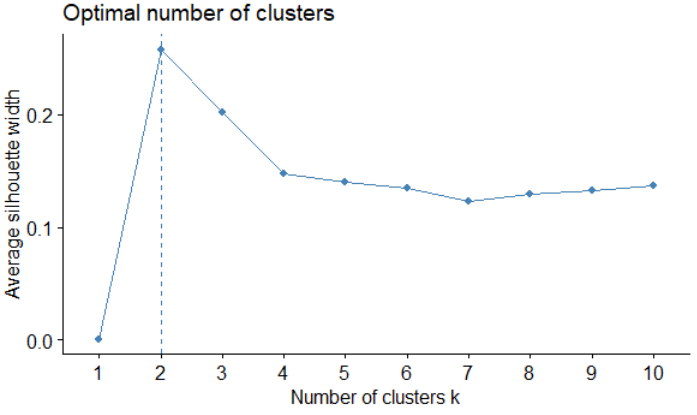 Optimal number of clusters
Average silhouette width
0.2
0.1
0.0
1 2 3 4 5 6 7 8 9 10
Number of clusters k